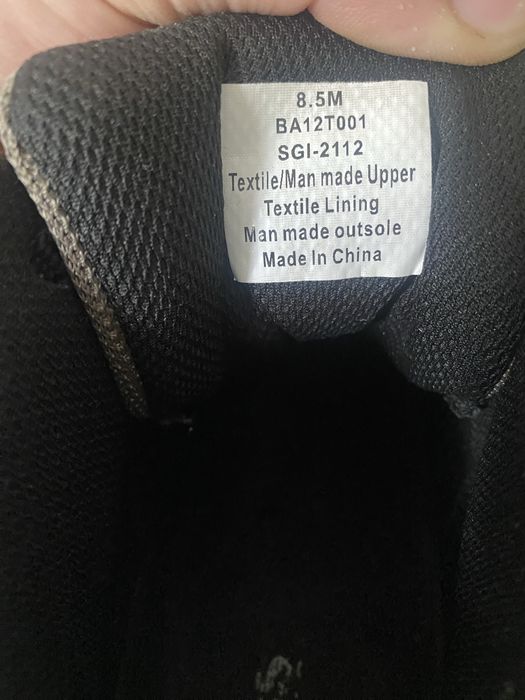 8.5M
BA12T001
SGI-2112
Textile/Man made Upper
Textile Lining
Man made outsole
Made In China